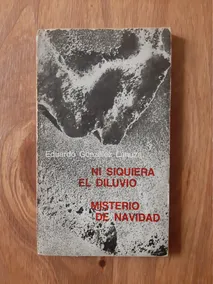 Eduardo González Lanuza
NI SIQUIERA
EL DILUVIO
MISTERIO
DE NAVIDAD